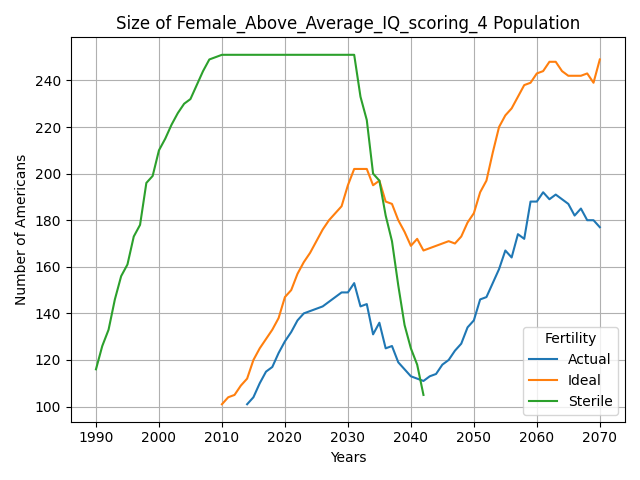 Size of Female_Above_Average_IQ_scoring_4 Population
Number of Americans
240
220
200
180
160
140
120
100
1990
2000
2010
2020
2030
2040
2050
2060
2070
Years
Fertility
Actual
Ideal
Sterile